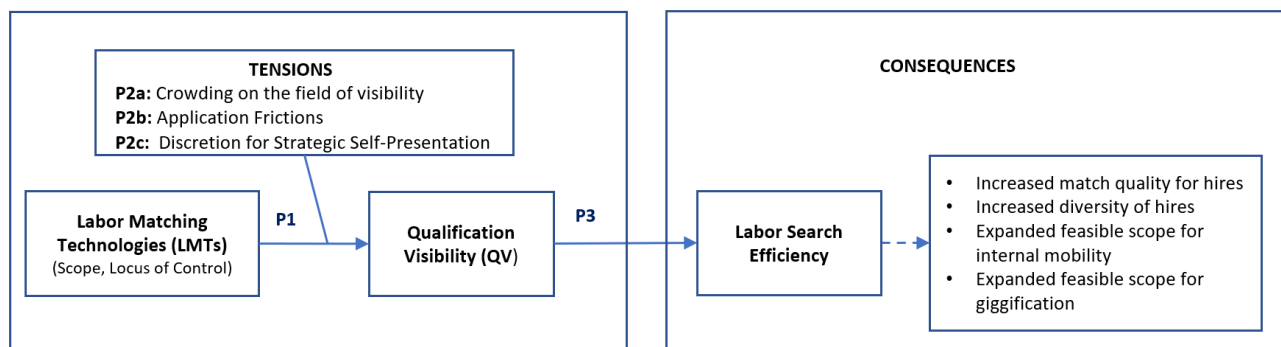 TENSIONS
P2a: Crowding on the field of visibility
P2b: Application Frictions
P2c: Discretion for Strategic Self-Presentation
Labor Matching
Technologies (LMTs)
(Scope, Locus of Control)
P1
Qualification
Visibility (QV)
P3
CONSEQUENCES
Labor Search
Efficiency
• Increased match quality for hires
• Increased diversity of hires
• Expanded feasible scope for
internal mobility
• Expanded feasible scope for
giggification